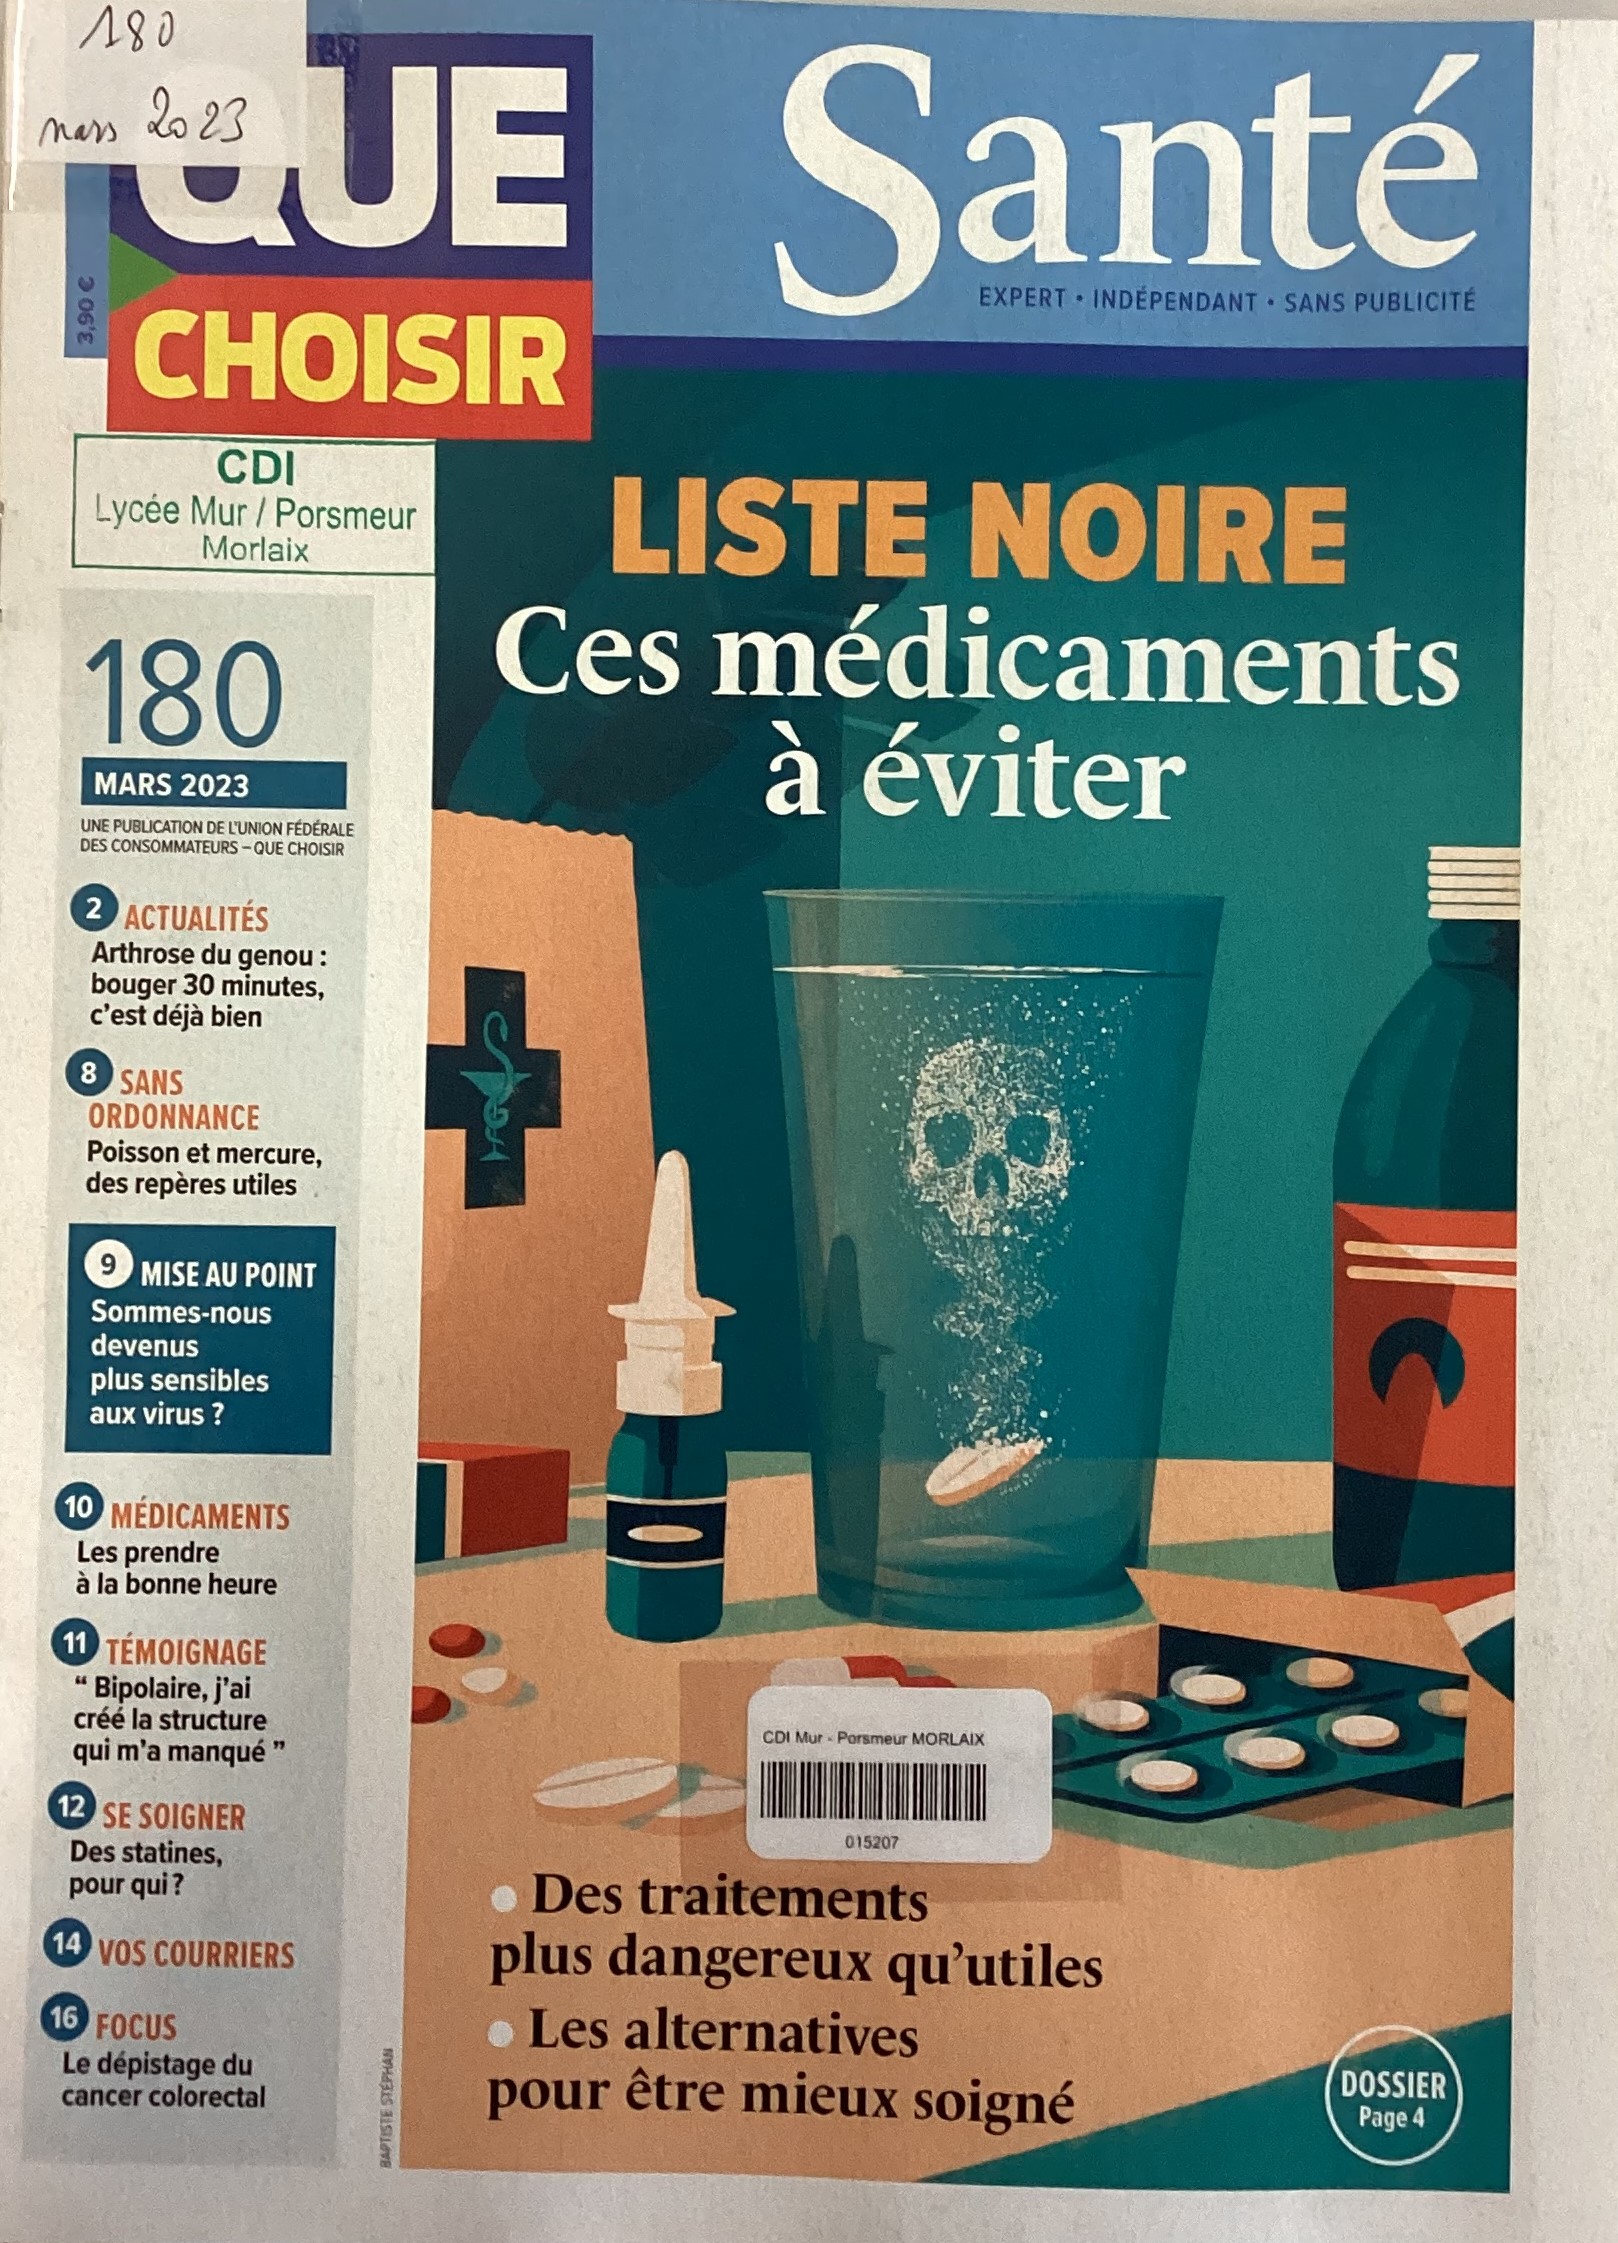 180
mars 2023
QUE
CHOISIR
3,90 €
Santé
EXPERT • INDÉPENDANT • SANS PUBLICITÉ
CDI
Lycée Mur / Porsmeur
Morlaix
180
MARS 2023
UNE PUBLICATION DE L'UNION FÉDÉRALE
DES CONSOMMATEURS – QUE CHOISIR
2 ACTUALITÉS
Arthrose du genou :
bouger 30 minutes,
c'est déjà bien
8 SANS
ORDONNANCE
Poisson et mercure,
des repères utiles
9 MISE AU POINT
Sommes-nous
devenus
plus sensibles
aux virus ?
10 MÉDICAMENTS
Les prendre
à la bonne heure
11 TÉMOIGNAGE
“ Bipolaire, j'ai
créé la structure
qui m'a manqué ”
12 SE SOIGNER
Des statines,
pour qui ?
14 VOS COURRIERS
16 FOCUS
Le dépistage du
cancer colorectal
BAPTISTE STÉPHAN
LISTE NOIRE
Ces médicaments
à éviter
CDI Mur - Porsmeur MORLAIX
015207
• Des traitements
plus dangereux qu'utiles
• Les alternatives
pour être mieux soigné
DOSSIER
Page 4